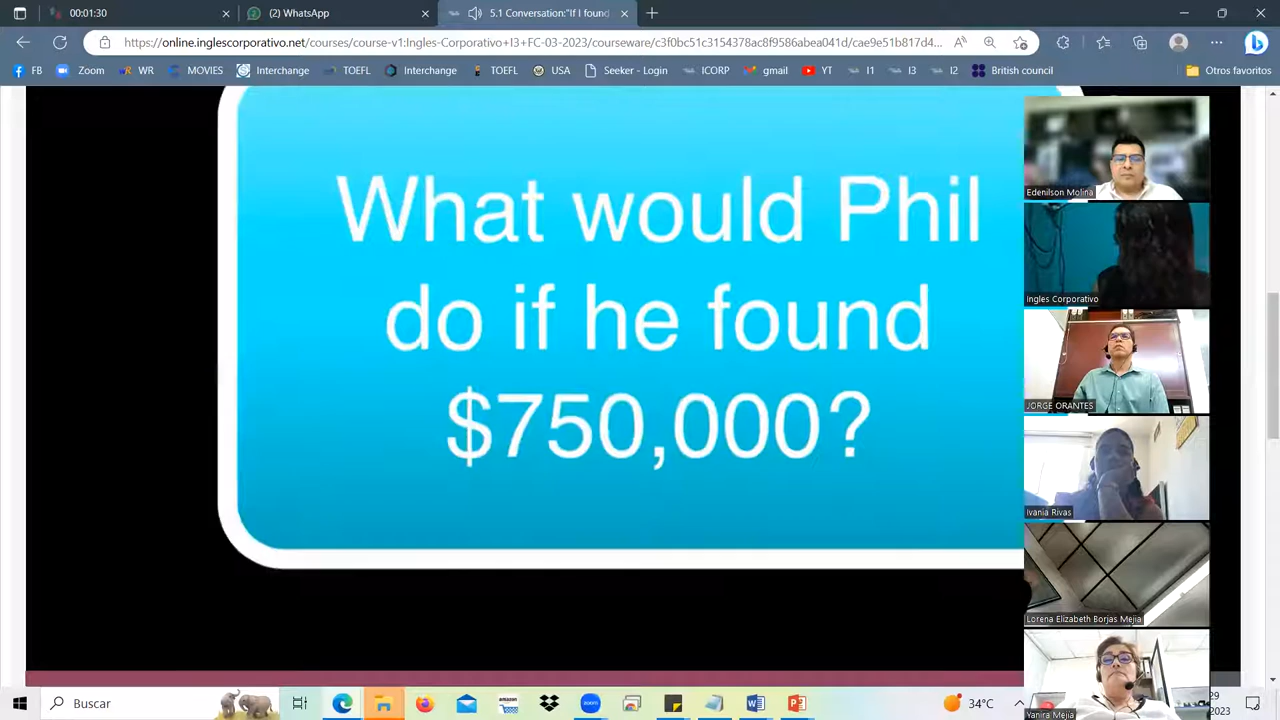 00:01:30
(2) WhatsApp
5.1 Conversation:"If I found
https://online.inglescorporativo.net/courses/course-v1:Ingles-Corporativo+I3+FC-03-2023/courseware/c3f0bc51c3154378ac8f9586abea041d/cae9e51b817d4...
FB
Zoom
WR
MOVIES
Interchange
TOEFL
Interchange
TOEFL
USA
Seeker - Login
ICORP
gmail
YT
I1
I3
I2
British council
Otros favoritos
What would Phil
do if he found
$750,000?
Edenilson Molina
Ingles Corporativo
JORGE ORANTES
Ivania Rivas
Lorena Elizabeth Borjas Mejia
Yanira Mejia
Buscar
34°C
29
2023